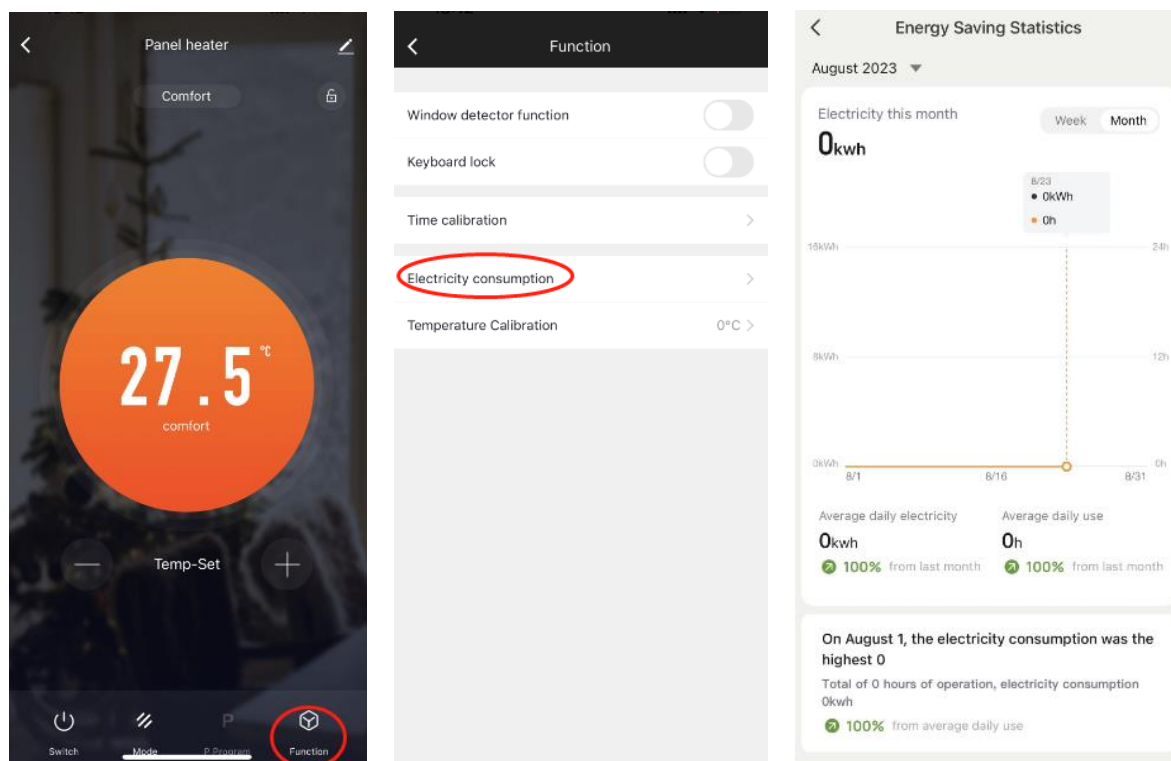 Panel heater
Comfort
27.5 °C
comfort
Temp-Set
Switch
Mode
P
P.Program
Function
Function
Window detector function
Keyboard lock
Time calibration
Electricity consumption
Temperature Calibration 0°C
Energy Saving Statistics
August 2023
Electricity this month
Week Month
0kwh
8/23
0kWh
0h
16kWh 24h
8kWh 12h
0kWh 0h
8/1 8/16 8/31
Average daily electricity Average daily use
0kwh 0h
100% from last month 100% from last month
On August 1, the electricity consumption was the
highest 0
Total of 0 hours of operation, electricity consumption
0kwh
100% from average daily use